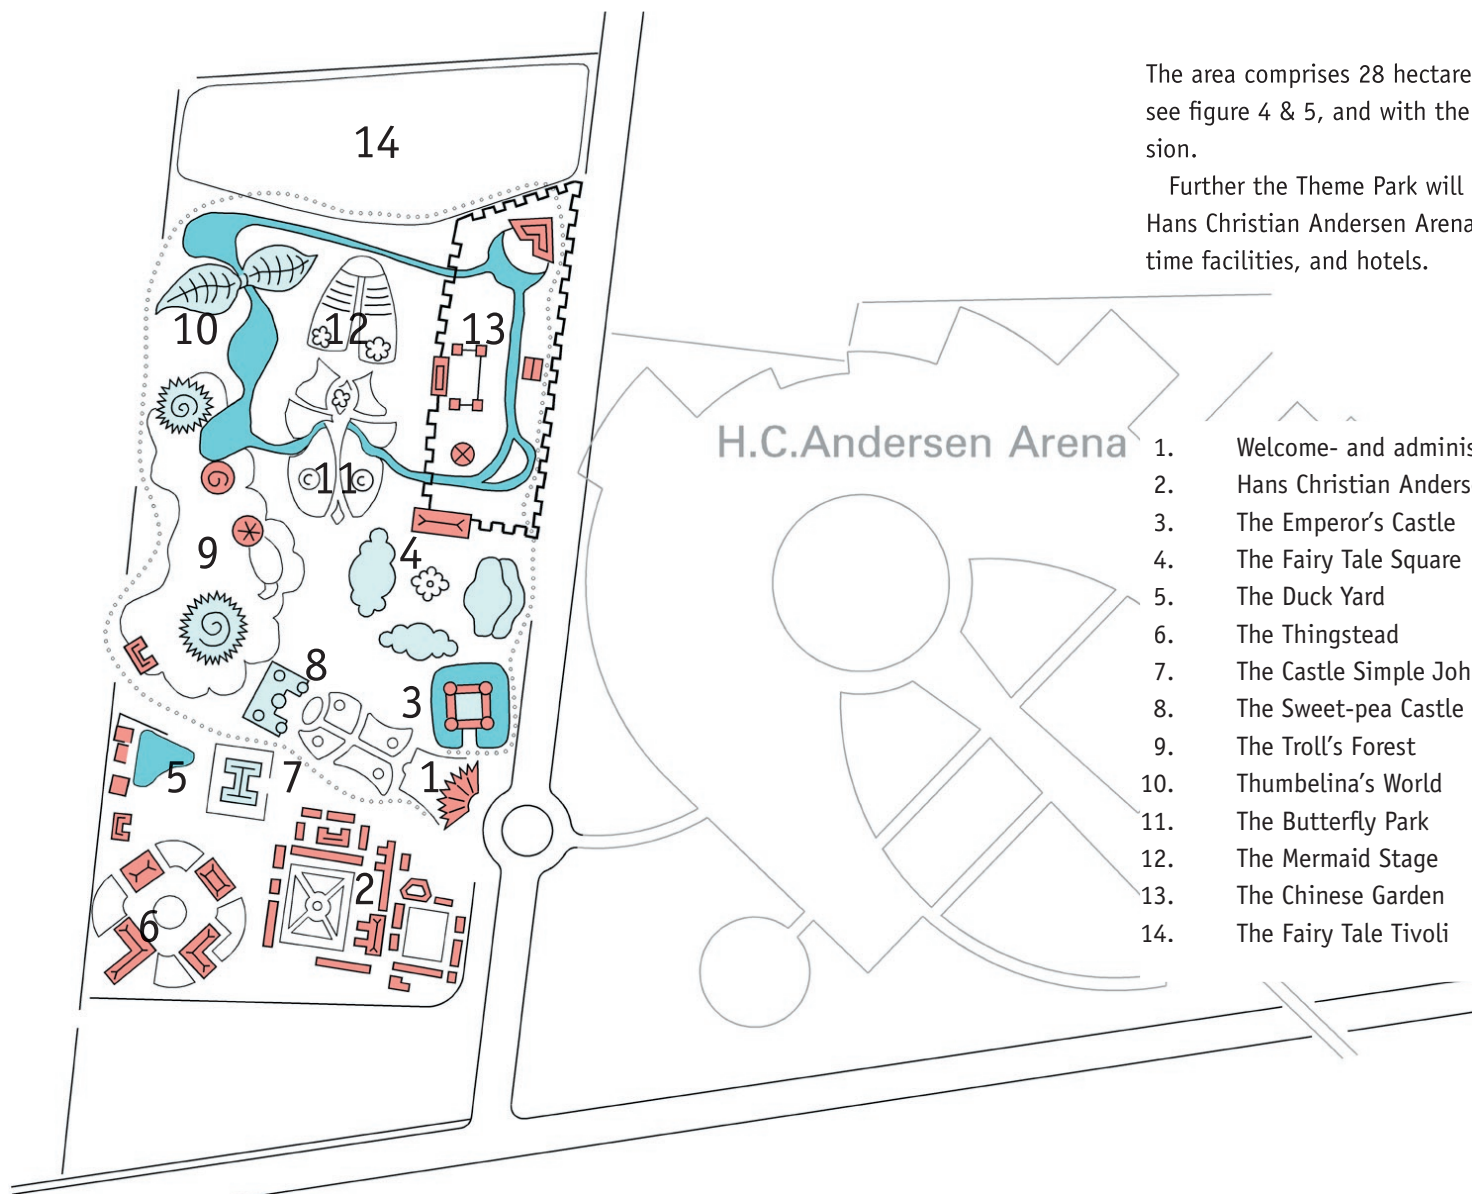 The area comprises 28 hectare
see figure 4 & 5, and with the
sion.
Further the Theme Park will
Hans Christian Andersen Arena
time facilities, and hotels.
14
10
12
13
H.C.Andersen Arena
11
9
4
8
3
5
7
1
2
6
1. Welcome- and adminis
2. Hans Christian Anders
3. The Emperor’s Castle
4. The Fairy Tale Square
5. The Duck Yard
6. The Thingstead
7. The Castle Simple Joh
8. The Sweet-pea Castle
9. The Troll’s Forest
10. Thumbelina’s World
11. The Butterfly Park
12. The Mermaid Stage
13. The Chinese Garden
14. The Fairy Tale Tivoli